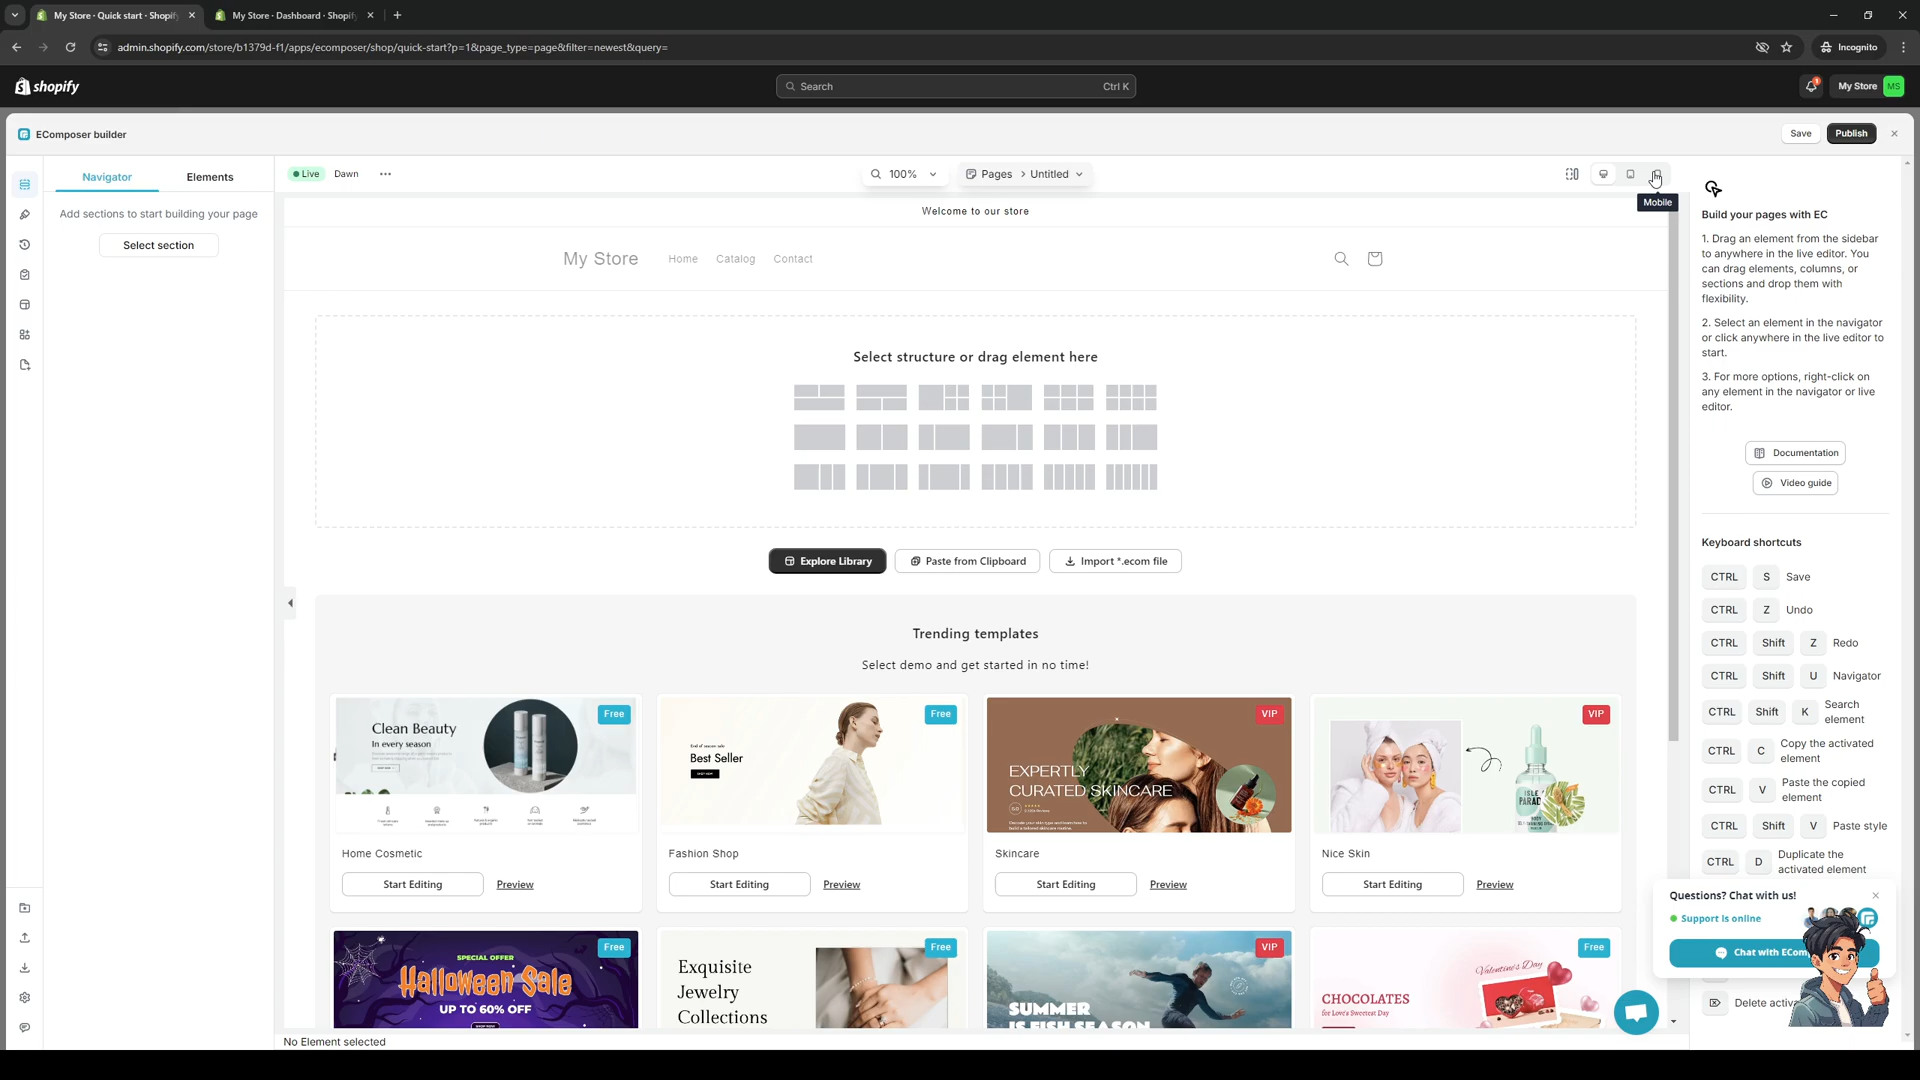 My Store · Quick start · Shopify
My Store · Dashboard · Shopify
admin.shopify.com/store/b1379d-f1/apps/ecomposer/shop/quick-start?p=1&page_type=page&filter=newest&query=
Incognito
shopify
Search
Ctrl K
My Store
MS
EComposer builder
Save
Publish
Navigator
Elements
Add sections to start building your page
Select section
Live
Dawn
100%
Pages
Untitled
Mobile
Welcome to our store
My Store
Home
Catalog
Contact
Select structure or drag element here
Explore Library
Paste from Clipboard
Import *.ecom file
Trending templates
Select demo and get started in no time!
Clean Beauty
In every season
Free
Home Cosmetic
Start Editing
Preview
End of season sale
Best Seller
Free
Fashion Shop
Start Editing
Preview
EXPERTLY
CURATED SKINCARE
VIP
Skincare
Start Editing
Preview
VIP
Nice Skin
Start Editing
Preview
SPECIAL OFFER
Halloween Sale
UP TO 60% OFF
Free
Exquisite
Jewelry
Collections
Free
SUMMER
IS FISH SEASON
VIP
Valentine's Day
CHOCOLATES
for Love's Sweetest Day
Free
No Element selected
Build your pages with EC
1. Drag an element from the sidebar
to anywhere in the live editor. You
can drag elements, columns, or
sections and drop them with
flexibility.
2. Select an element in the navigator
or click anywhere in the live editor to
start.
3. For more options, right-click on
any element in the navigator or live
editor.
Documentation
Video guide
Keyboard shortcuts
CTRL S Save
CTRL Z Undo
CTRL Shift Z Redo
CTRL Shift U Navigator
CTRL Shift K Search
element
CTRL C Copy the activated
element
CTRL V Paste the copied
element
CTRL Shift V Paste style
CTRL D Duplicate the
activated element
Questions? Chat with us!
Support Is online
Chat with ECom
Delete activ